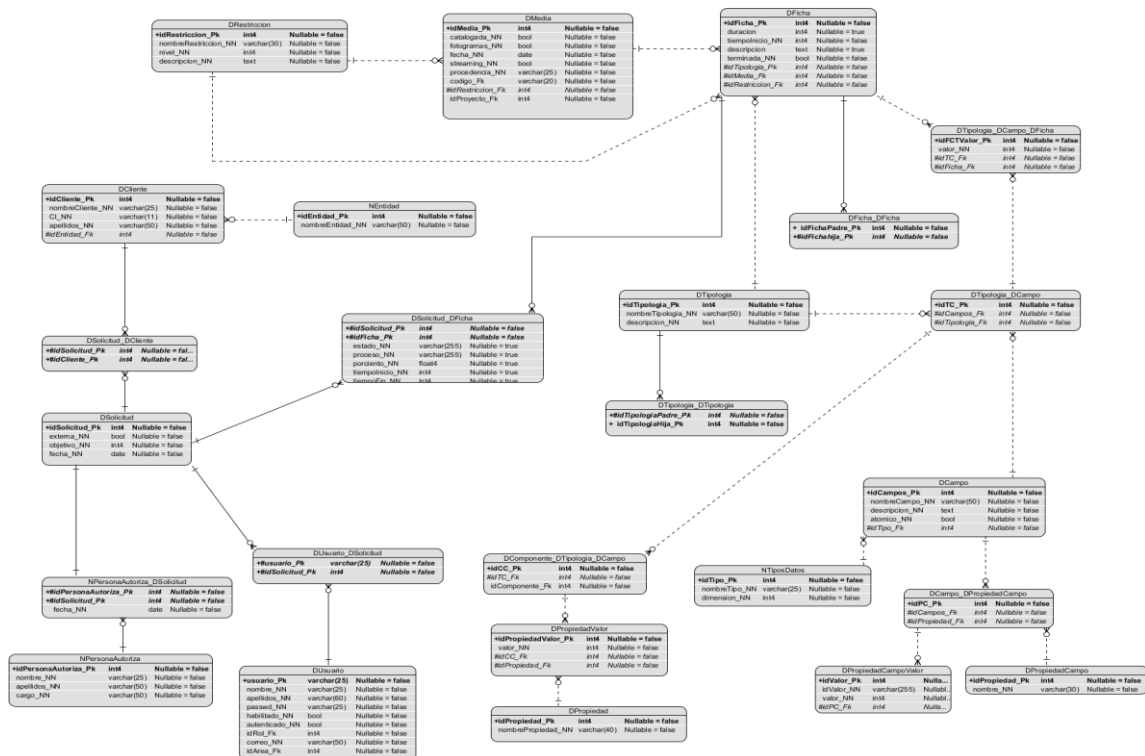 DRestriccion
+idRestriccion_Pk int4 Nullable = false
nombreRestriccion_NN varchar(30) Nullable = false
nivel_NN int4 Nullable = false
descripcion_NN text Nullable = false
DMedia
+idMedia_Pk int4 Nullable = false
catalogada_NN bool Nullable = false
fotogramas_NN bool Nullable = false
fecha_NN date Nullable = false
streaming_NN bool Nullable = false
procedencia_NN varchar(25) Nullable = false
codigo_Fk varchar(20) Nullable = false
#idRestriccion_Fk int4 Nullable = false
idProyecto_Fk int4 Nullable = false
DFicha
+idFicha_Pk int4 Nullable = false
duracion int4 Nullable = true
tiempoInicio_NN int4 Nullable = false
descripcion text Nullable = true
terminada_NN bool Nullable = false
#idTipologia_Fk int4 Nullable = false
#idMedia_Fk int4 Nullable = false
#idRestriccion_Fk int4 Nullable = false
DTipologia_DCampo_DFicha
+idFCTValor_Pk int4 Nullable = false
valor_NN int4 Nullable = false
#idTC_Fk int4 Nullable = false
#idFicha_Fk int4 Nullable = false
DCliente
+idCliente_Pk int4 Nullable = false
nombreCliente_NN varchar(25) Nullable = false
CI_NN varchar(11) Nullable = false
apellidos_NN varchar(50) Nullable = false
#idEntidad_Fk int4 Nullable = false
NEntidad
+idEntidad_Pk int4 Nullable = false
nombreEntidad_NN varchar(50) Nullable = false
DFicha_DFicha
+ idFichaPadre_Pk int4 Nullable = false
+#idFichahija_Pk int4 Nullable = false
DTipologia
+idTipologia_Pk int4 Nullable = false
nombreTipologia_NN varchar(50) Nullable = false
descripcion_NN text Nullable = false
DTipologia_DCampo
+idTC_Pk int4 Nullable = false
#idCampos_Fk int4 Nullable = false
#idTipologia_Fk int4 Nullable = false
DSolicitud_DFicha
+#idSolicitud_Pk int4 Nullable = false
+#idFicha_Pk int4 Nullable = false
estado_NN varchar(255) Nullable = true
proceso_NN varchar(255) Nullable = true
porciento_NN float4 Nullable = true
tiempoInicio_NN int4 Nullable = true
tiempoFin_NN int4 Nullable = true
DSolicitud_DCliente
+#idSolicitud_Pk int4 Nullable = fal...
+#idCliente_Pk int4 Nullable = fal...
DTipologia_DTipologia
+#idTipologiaPadre_Pk int4 Nullable = false
+ idTipologiaHija_Pk int4 Nullable = false
DSolicitud
+idSolicitud_Pk int4 Nullable = false
externa_NN bool Nullable = false
objetivo_NN int4 Nullable = false
fecha_NN date Nullable = false
DCampo
+idCampos_Pk int4 Nullable = false
nombreCampo_NN varchar(50) Nullable = false
descripcion_NN text Nullable = false
atomico_NN bool Nullable = false
#idTipo_Fk int4 Nullable = false
DUsuario_DSolicitud
+#usuario_Pk varchar(25) Nullable = false
+#idSolicitud_Pk int4 Nullable = false
DComponente_DTipologia_DCampo
+idCC_Pk int4 Nullable = false
#idTC_Fk int4 Nullable = false
idComponente_Fk int4 Nullable = false
NTiposDatos
+idTipo_Pk int4 Nullable = false
nombreTipo_NN varchar(25) Nullable = false
dimension_NN int4 Nullable = false
NPersonaAutoriza_DSolicitud
+#idPersonaAutoriza_Pk int4 Nullable = false
+#idSolicitud_Pk int4 Nullable = false
fecha_NN date Nullable = false
DCampo_DPropiedadCampo
+idPC_Pk int4 Nullable = false
#idCampos_Fk int4 Nullable = false
#idPropiedad_Fk int4 Nullable = false
DPropiedadValor
+idPropiedadValor_Pk int4 Nullable = false
valor_NN int4 Nullable = false
#idCC_Fk int4 Nullable = false
#idPropiedad_Fk int4 Nullable = false
NPersonaAutoriza
+idPersonaAutoriza_Pk int4 Nullable = false
nombre_NN varchar(25) Nullable = false
apellidos_NN varchar(50) Nullable = false
cargo_NN varchar(50) Nullable = false
DUsuario
+usuario_Pk varchar(25) Nullable = false
nombre_NN varchar(25) Nullable = false
apellidos_NN varchar(60) Nullable = false
passwd_NN varchar(25) Nullable = false
habilitado_NN bool Nullable = false
autenticado_NN bool Nullable = false
idRol_Fk int4 Nullable = false
correo_NN varchar(50) Nullable = false
idArea_Fk int4 Nullable = false
DPropiedadCampoValor
+idValor_Pk int4 Nulla...
idValor_NN varchar(255) Nullabl...
valor_NN int4 Nullabl...
#idPC_Fk int4 Nulla...
DPropiedadCampo
+idPropiedad_Pk int4 Nullable = false
nombre_NN varchar(30) Nullable = false
DPropiedad
+idPropiedad_Pk int4 Nullable = false
nombrePropiedad_NN varchar(40) Nullable = false